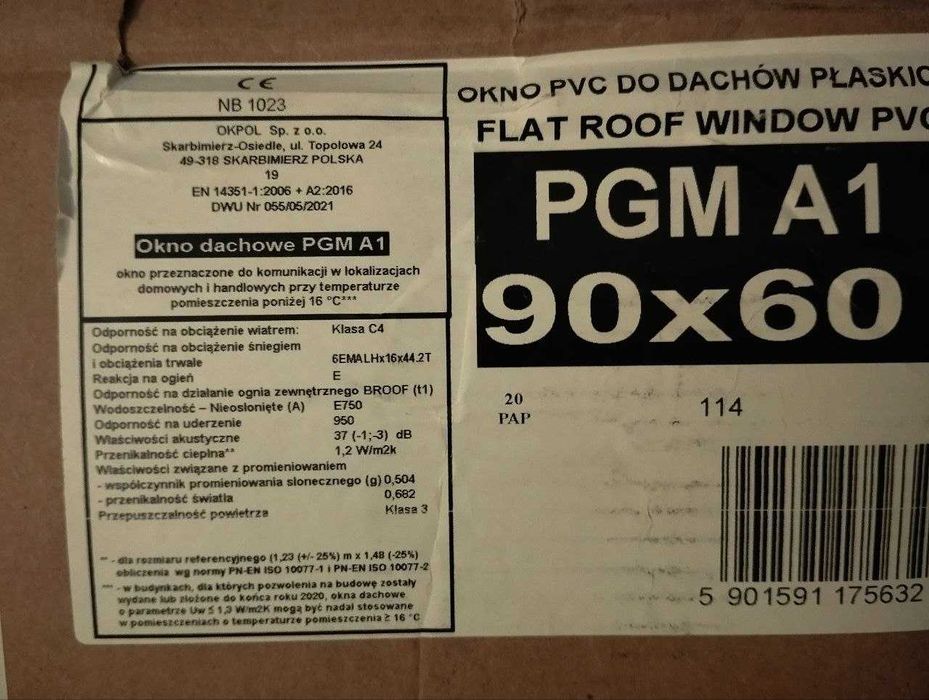 CE
NB 1023
OKPOL Sp. z o.o.
Skarbimierz-Osiedle, ul. Topolowa 24
49-318 SKARBIMIERZ POLSKA
19
EN 14351-1:2006 + A2:2016
DWU Nr 055/05/2021
Okno dachowe PGM A1
okno przeznaczone do komunikacji w lokalizacjach
domowych i handlowych przy temperaturze
pomieszczenia poniżej 16 °C***
Odporność na obciążenie wiatrem: Klasa C4
Odporność na obciążenie śniegiem
i obciążenia trwałe 6EMALHx16x44.2T
Reakcja na ogień E
Odporność na działanie ognia zewnętrznego BROOF (t1)
Wodoszczelność – Nieosłonięte (A) E750
Odporność na uderzenie 950
Właściwości akustyczne 37 (-1;-3) dB
Przenikalność cieplna** 1,2 W/m2k
Właściwości związane z promieniowaniem
- współczynnik promieniowania słonecznego (g) 0,504
- przenikalność światła 0,682
Przepuszczalność powietrza Klasa 3
** - dla rozmiaru referencyjnego (1,23 (+/- 25%) m x 1,48 (-25%)
obliczenia wg normy PN-EN ISO 10077-1 i PN-EN ISO 10077-2
*** - w budynkach, dla których pozwolenia na budowę zostały
wydane lub złożone do końca roku 2020, okna dachowe
o parametrze Uw ≤ 1,3 W/m2K mogą być nadal stosowane
w pomieszczeniach o temperaturze pomieszczenia ≥ 16 °C
OKNO PVC DO DACHÓW PŁASKIC
FLAT ROOF WINDOW PVC
PGM A1
90x60
20
PAP
114
5 901591 175632